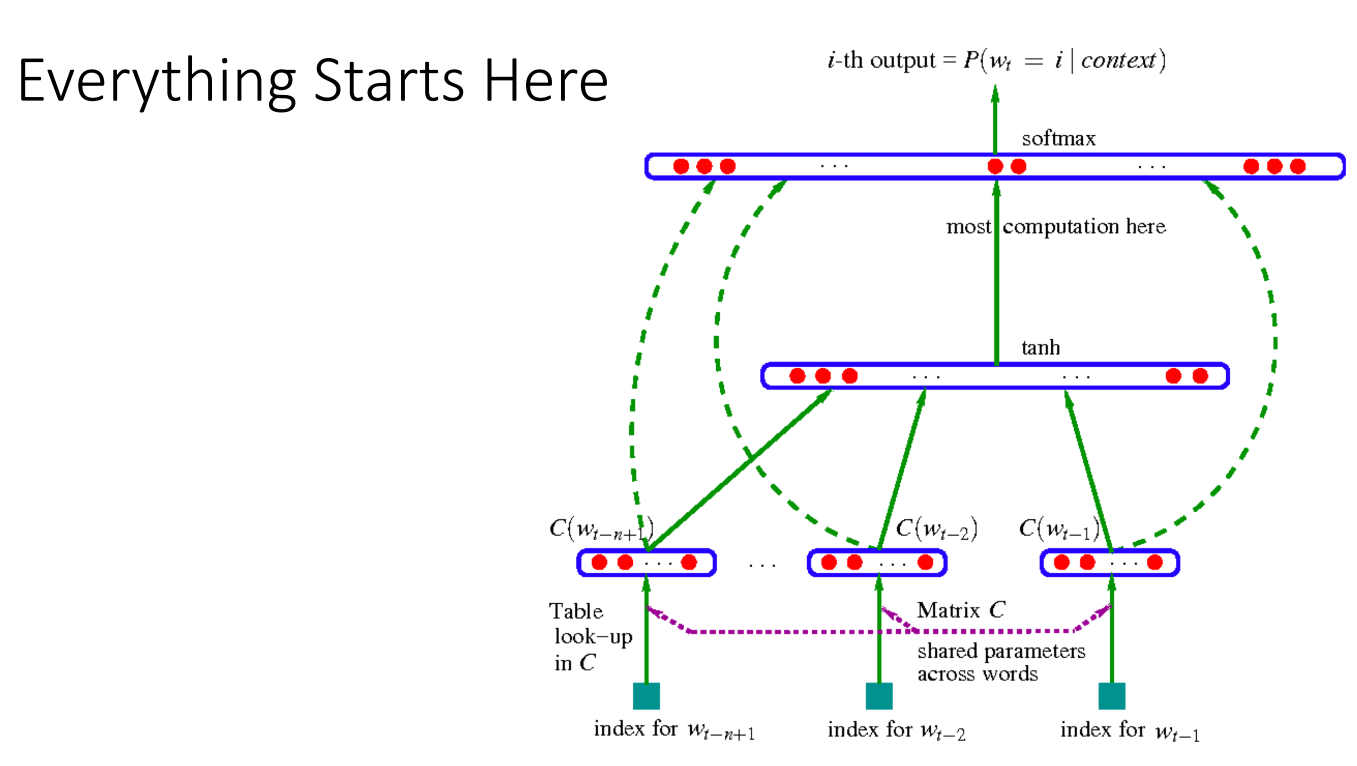 Everything Starts Here
i-th output = P(w_t = i | context)
softmax
. . .
. . .
most computation here
tanh
. . .
. . .
C(w_{t−n+1})
C(w_{t−2})
C(w_{t−1})
. . .
. . .
. . .
. . .
Table
look−up
in C
Matrix C
shared parameters
across words
index for w_{t−n+1}
index for w_{t−2}
index for w_{t−1}